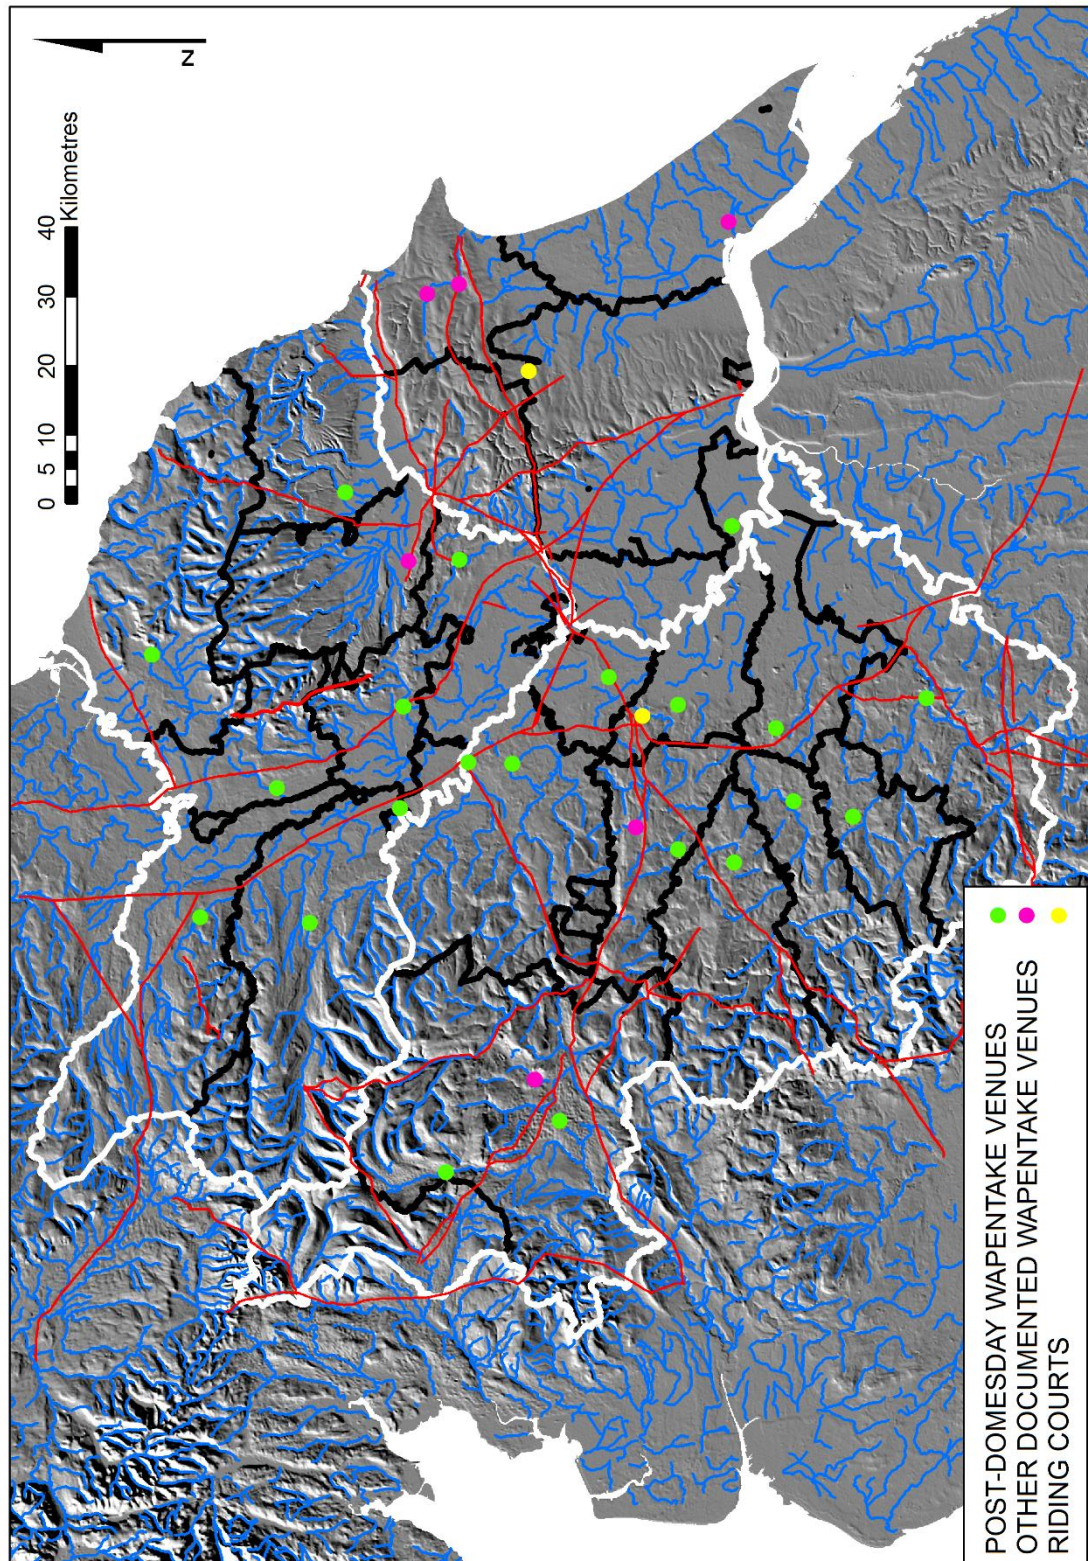 N
0 5 10 20 30 40
Kilometres
POST-DOMESDAY WAPENTAKE VENUES
OTHER DOCUMENTED WAPENTAKE VENUES
RIDING COURTS